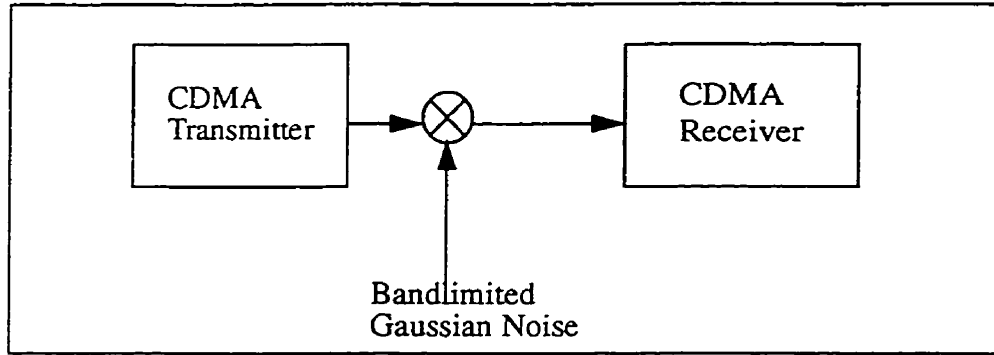 CDMA
Transmitter
CDMA
Receiver
Bandlimited
Gaussian Noise